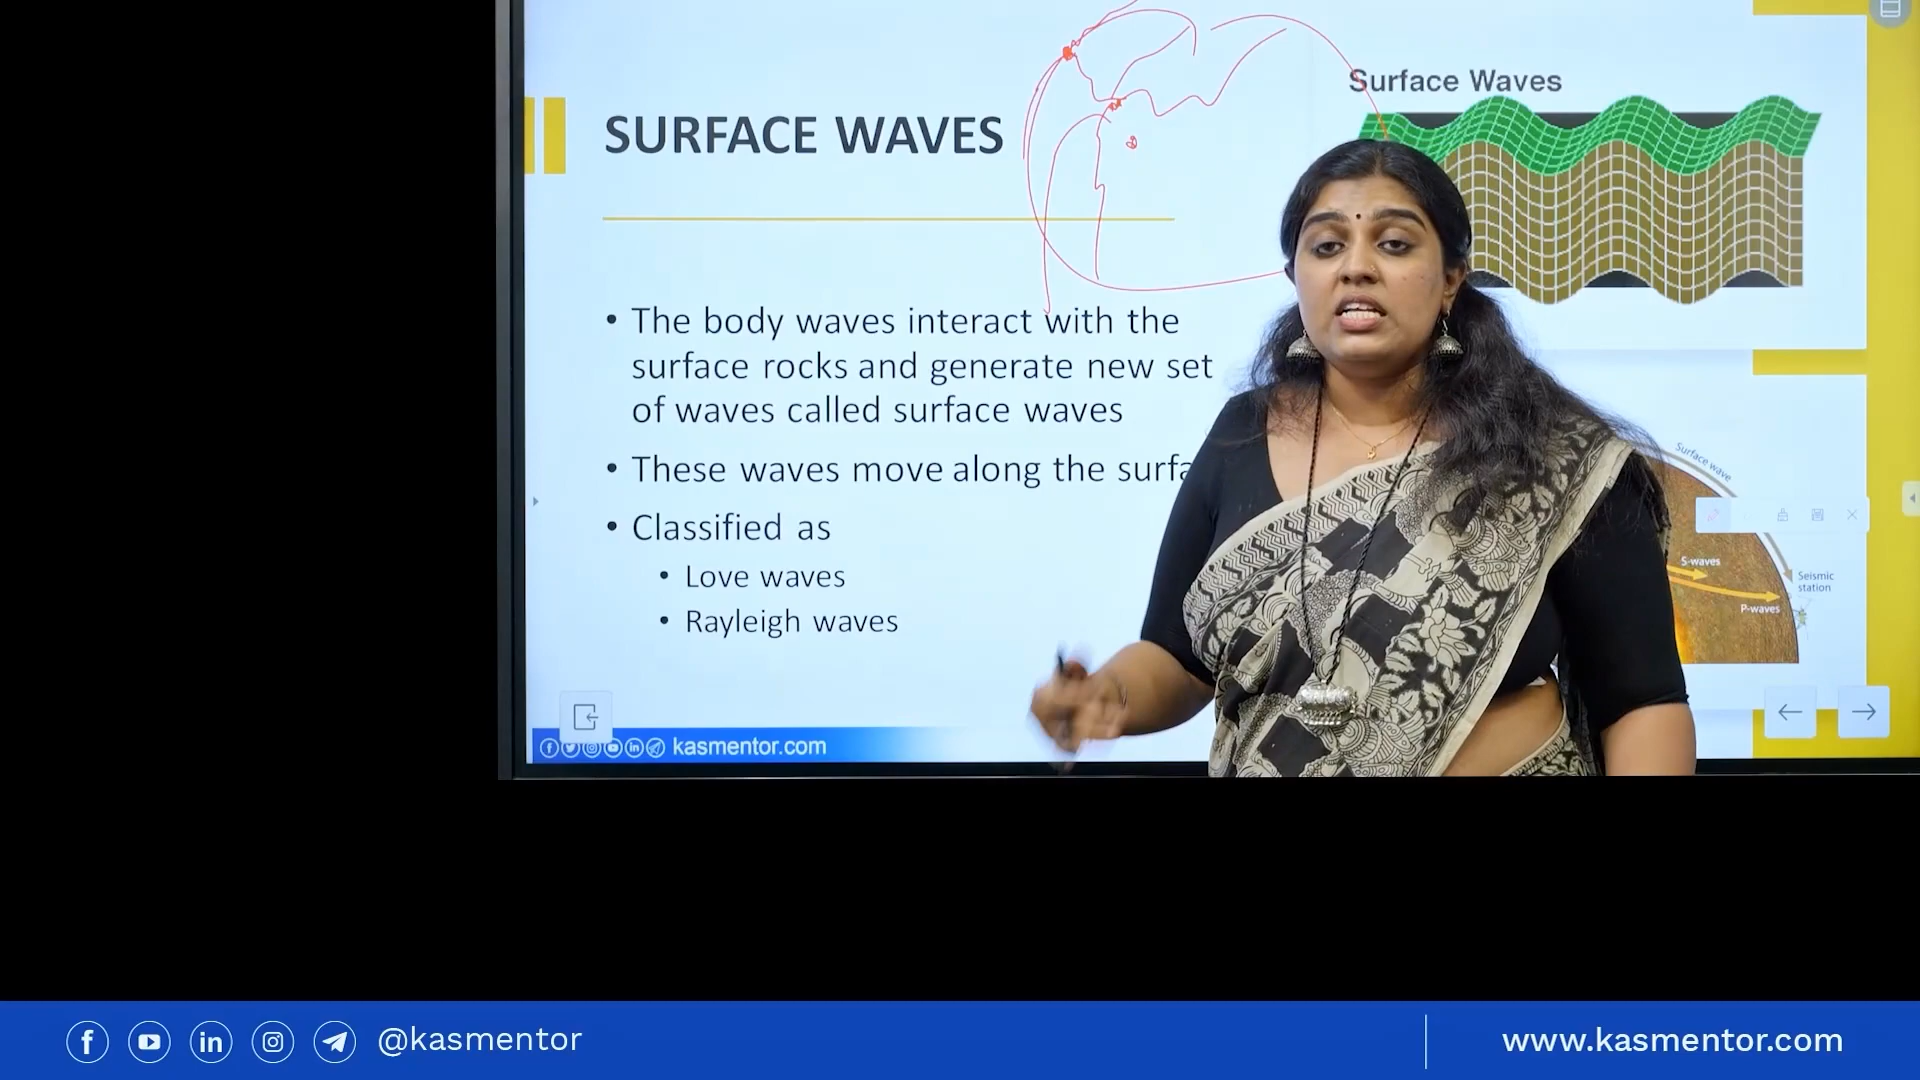 Surface Waves
SURFACE WAVES
• The body waves interact with the
surface rocks and generate new set
of waves called surface waves
• These waves move along the surfa
• Classified as
• Love waves
• Rayleigh waves
Surface wave
S-waves
P-waves
Seismic
station
kasmentor.com
@kasmentor
www.kasmentor.com